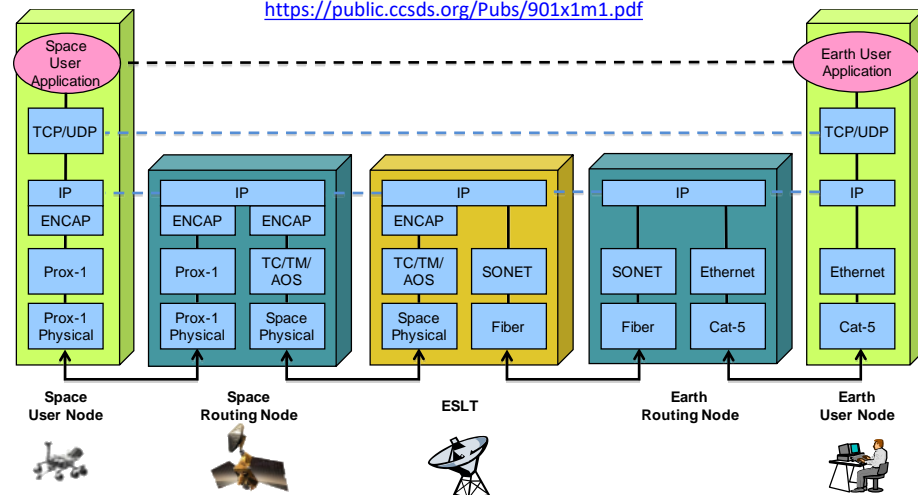 https://public.ccsds.org/Pubs/901x1m1.pdf
Space
User
Application
Earth User
Application
TCP/UDP
TCP/UDP
IP
IP
IP
IP
IP
ENCAP
ENCAP
ENCAP
ENCAP
Prox-1
Prox-1
TC/TM/
AOS
TC/TM/
AOS
SONET
SONET
Ethernet
Ethernet
Prox-1
Physical
Prox-1
Physical
Space
Physical
Space
Physical
Fiber
Fiber
Cat-5
Cat-5
Space
User Node
Space
Routing Node
ESLT
Earth
Routing Node
Earth
User Node